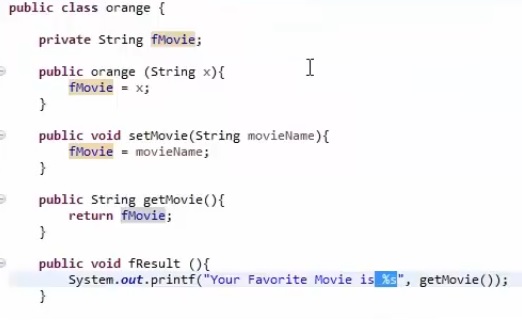 public class orange {
private String fMovie;
public orange (String x){
fMovie = x;
}
public void setMovie(String movieName){
fMovie = movieName;
}
public String getMovie(){
return fMovie;
}
public void fResult (){
System.out.printf("Your Favorite Movie is %s", getMovie());
}